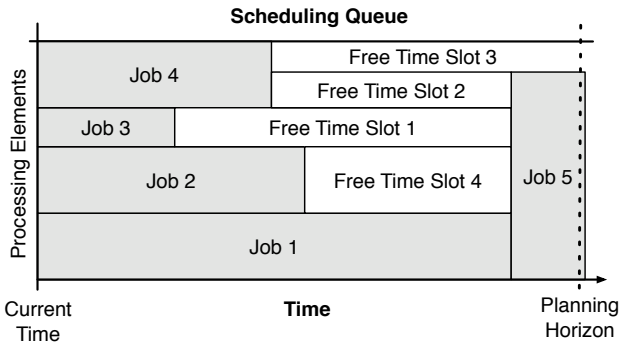 Scheduling Queue
Processing Elements
Job 4
Free Time Slot 3
Free Time Slot 2
Job 3
Free Time Slot 1
Job 2
Free Time Slot 4
Job 5
Job 1
Current
Time
Time
Planning
Horizon